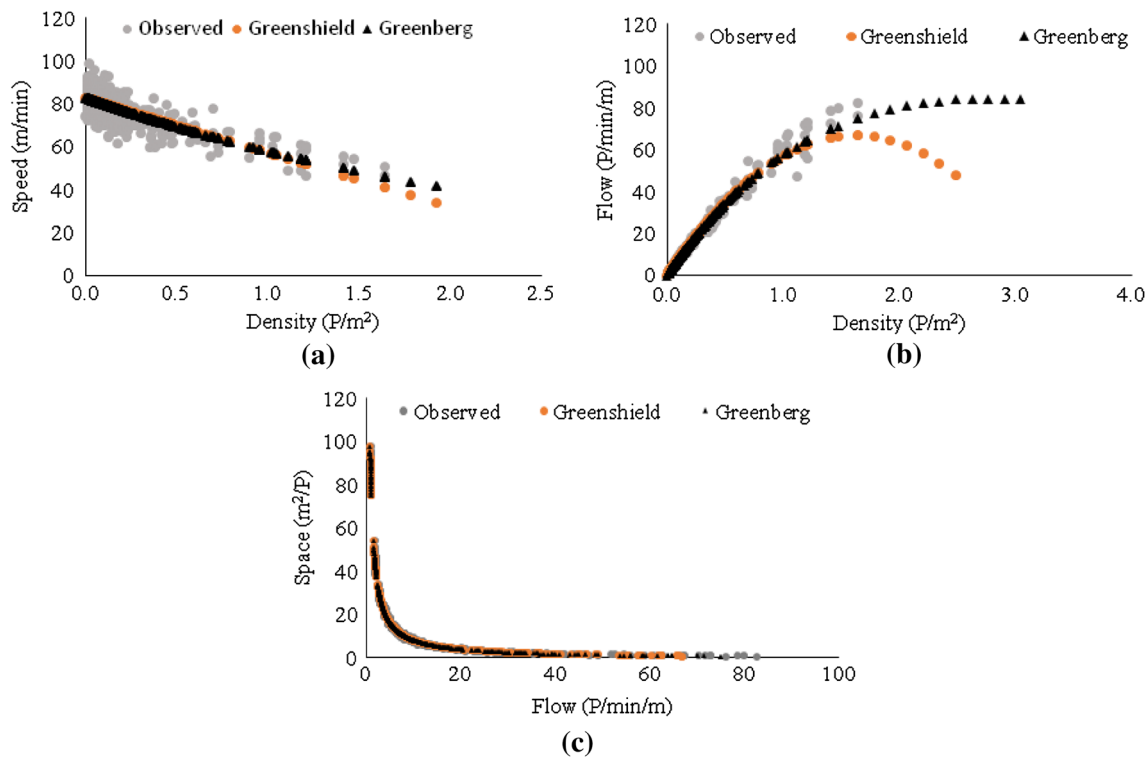 120
100
80
60
40
20
0
Speed (m/min)
Observed Greenshield Greenberg
0.0 0.5 1.0 1.5 2.0 2.5
Density (P/m²)
(a)
120
100
80
60
40
20
0
Flow (P/min/m)
Observed Greenshield Greenberg
0.0 1.0 2.0 3.0 4.0
Density (P/m²)
(b)
120
100
80
60
40
20
0
Space (m²/P)
Observed Greenshield Greenberg
0 20 40 60 80 100
Flow (P/min/m)
(c)